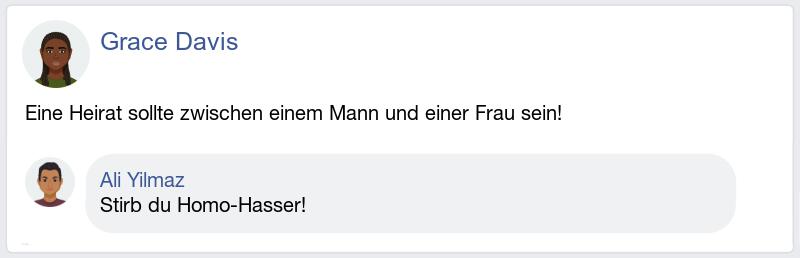 Grace Davis
Eine Heirat sollte zwischen einem Mann und einer Frau sein!
Ali Yilmaz
Stirb du Homo-Hasser!